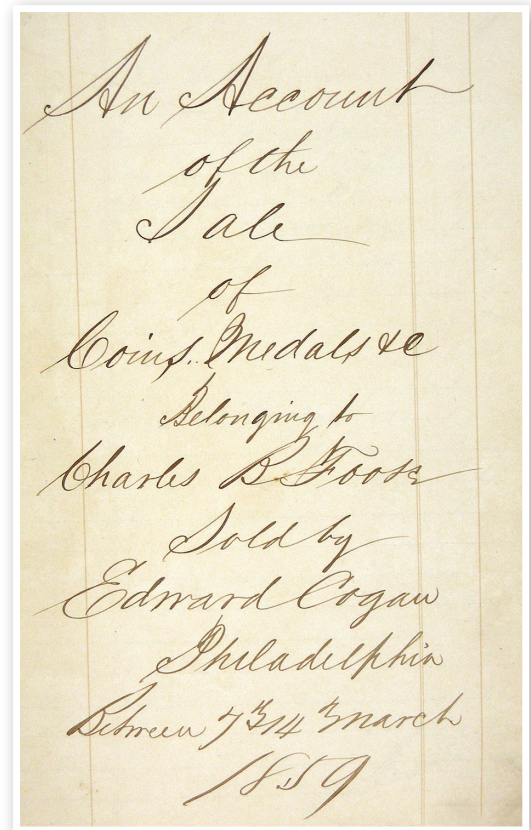 An Account
of the
Sale
of
Coins, Medals &c
Belonging to
Charles B Foote
Sold by
Edward Cogan
Philadelphia
Between 7 & 14 March
1859